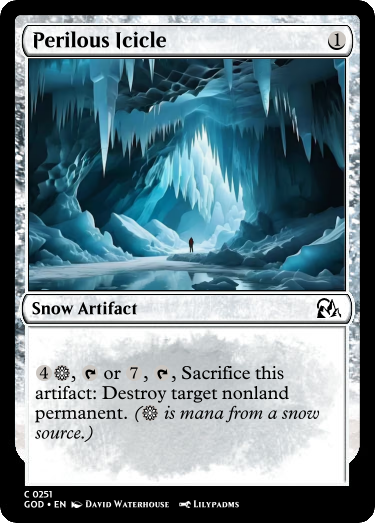 Perilous Icicle 1
Snow Artifact
4 , or 7 , , Sacrifice this
artifact: Destroy target nonland
permanent. ( is mana from a snow
source.)
C 0251
GOD • EN DAVID WATERHOUSE LILYPADMS